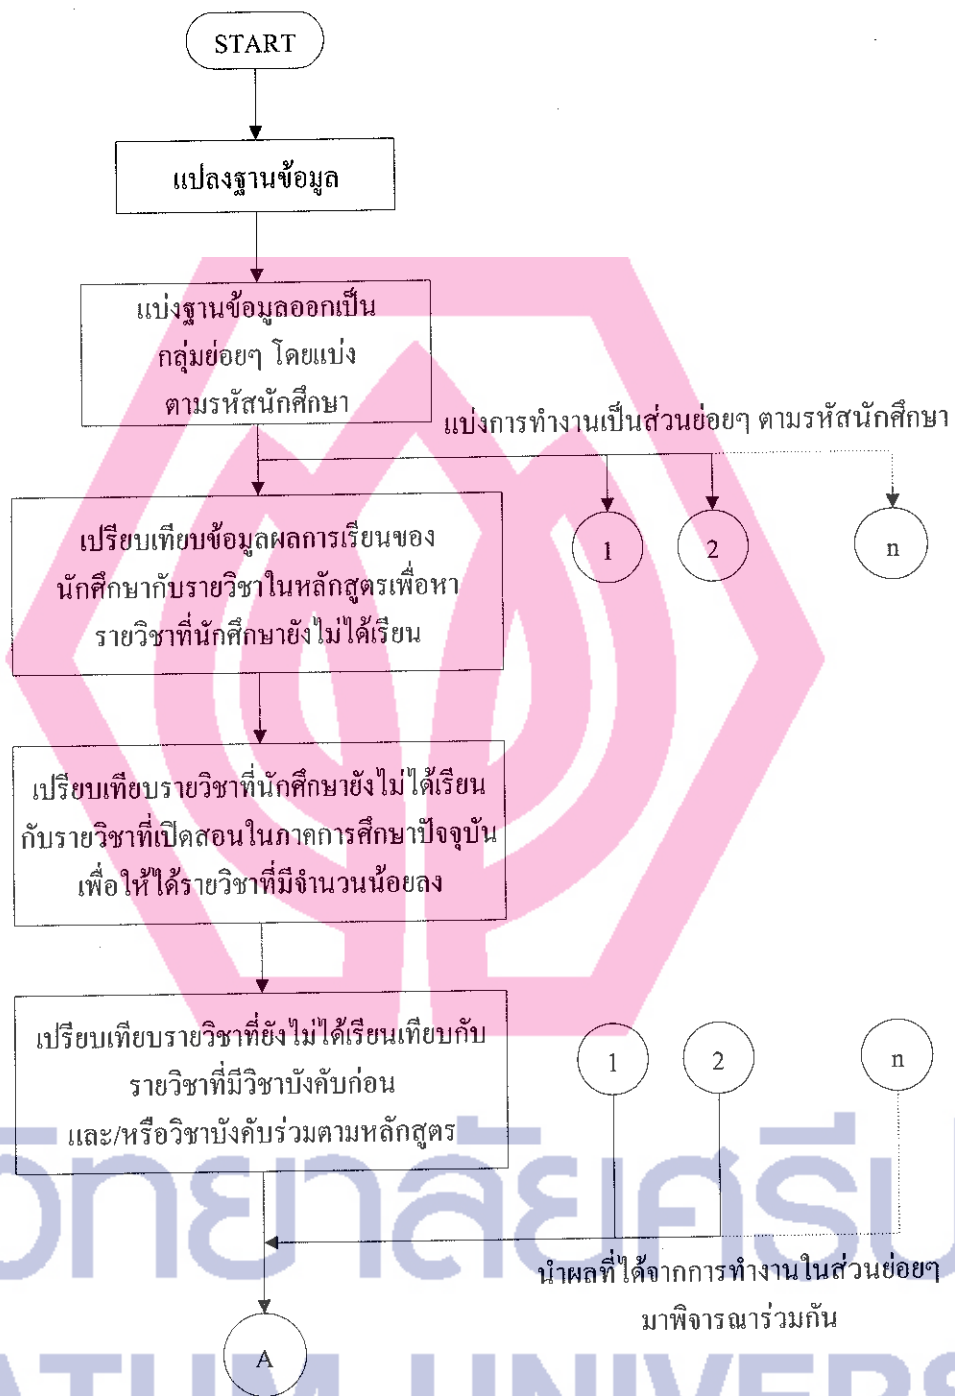 START
แปลงฐานข้อมูล
แบ่งฐานข้อมูลออกเป็น
กลุ่มย่อยๆ โดยแบ่ง
ตามรหัสนักศึกษา
แบ่งการทำงานเป็นส่วนย่อยๆ ตามรหัสนักศึกษา
1
2
n
เปรียบเทียบข้อมูลผลการเรียนของ
นักศึกษากับรายวิชาในหลักสูตรเพื่อหา
รายวิชาที่นักศึกษายังไม่ได้เรียน
เปรียบเทียบรายวิชาที่นักศึกษายังไม่ได้เรียน
กับรายวิชาที่เปิดสอนในภาคการศึกษาปัจจุบัน
เพื่อให้ได้รายวิชาที่มีจำนวนน้อยลง
เปรียบเทียบรายวิชาที่ยังไม่ได้เรียนเทียบกับ
รายวิชาที่มีวิชาบังคับก่อน
และ/หรือวิชาบังคับร่วมตามหลักสูตร
1
2
n
นำผลที่ได้จากการทำงานในส่วนย่อยๆ
มาพิจารณาร่วมกัน
A
วิทยาลัยศรีป
ATUM UNIVERS